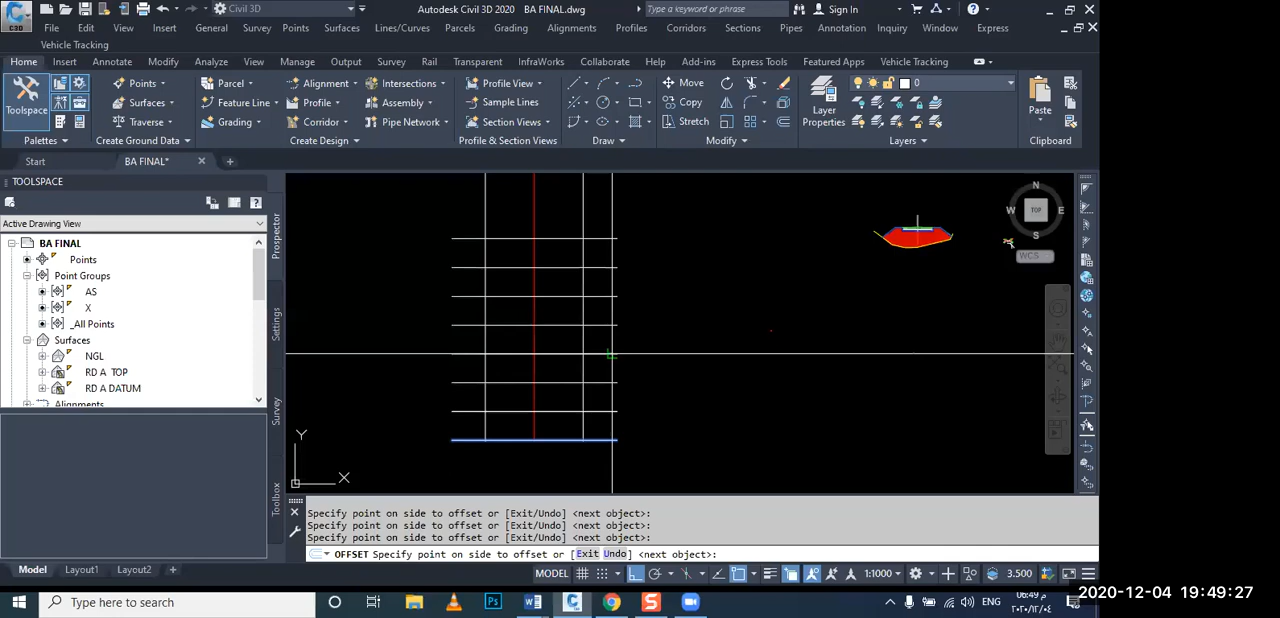 Civil 3D
Autodesk Civil 3D 2020 BA FINAL.dwg
Type a keyword or phrase
Sign In
File Edit View Insert General Survey Points Surfaces Lines/Curves Parcels Grading Alignments Profiles Corridors Sections Pipes Annotation Inquiry Window Express
Vehicle Tracking
Home Insert Annotate Modify Analyze View Manage Output Survey Rail Transparent InfraWorks Collaborate Help Add-ins Express Tools Featured Apps Vehicle Tracking
Points Parcel Alignment Intersections Profile View Move Copy Stretch 0
Toolspace
Surfaces Feature Line Profile Assembly Sample Lines
Traverse Grading Corridor Pipe Network Section Views
Layer Properties
Paste
Palettes Create Ground Data Create Design Profile & Section Views Draw Modify Layers Clipboard
Start BA FINAL*
TOOLSPACE
Active Drawing View
BA FINAL
Points
Point Groups
AS
X
_All Points
Surfaces
NGL
RD A TOP
RD A DATUM
Alignments
Prospector
Settings
Survey
Toolbox
N
W TOP E
S
WCS
Y
X
Specify point on side to offset or [Exit/Undo] <next object>:
Specify point on side to offset or [Exit/Undo] <next object>:
Specify point on side to offset or [Exit/Undo] <next object>:
OFFSET Specify point on side to offset or [Exit Undo] <next object>:
Model Layout1 Layout2 +
MODEL 1:1000 3.500
Type here to search
ENG
٠٦:٤٩ م
٢٠٢٠/١٢/٠٤
2020-12-04 19:49:27